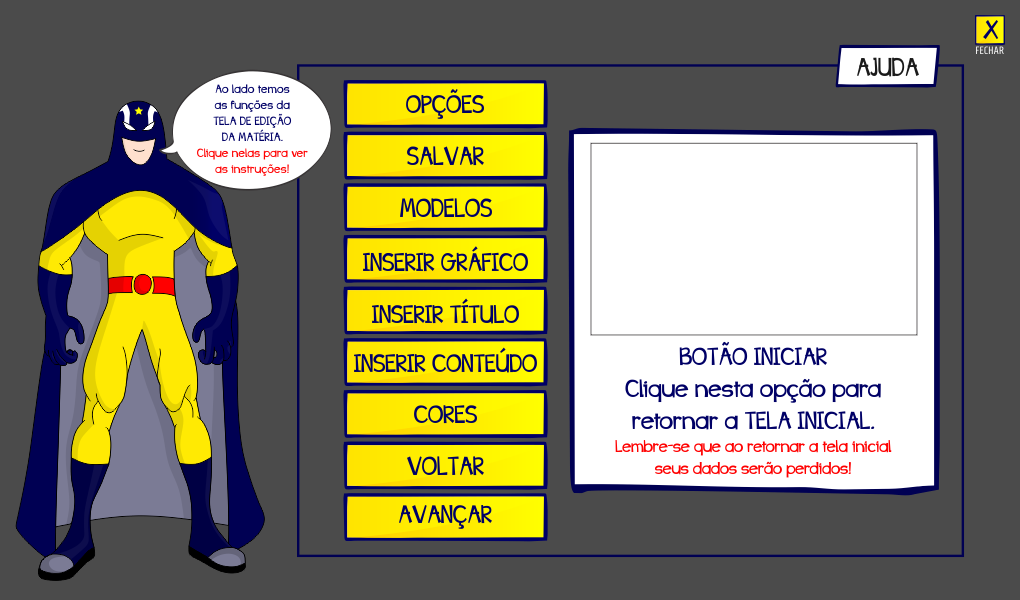 X
FECHAR
AJUDA
Ao lado temos
as funções da
TELA DE EDIÇÃO
DA MATÉRIA.
Clique nelas para ver
as instruções!
OPÇÕES
SALVAR
MODELOS
INSERIR GRÁFICO
INSERIR TÍTULO
INSERIR CONTEÚDO
CORES
VOLTAR
AVANÇAR
BOTÃO INICIAR
Clique nesta opção para
retornar a TELA INICIAL.
Lembre-se que ao retornar a tela inicial
seus dados serão perdidos!